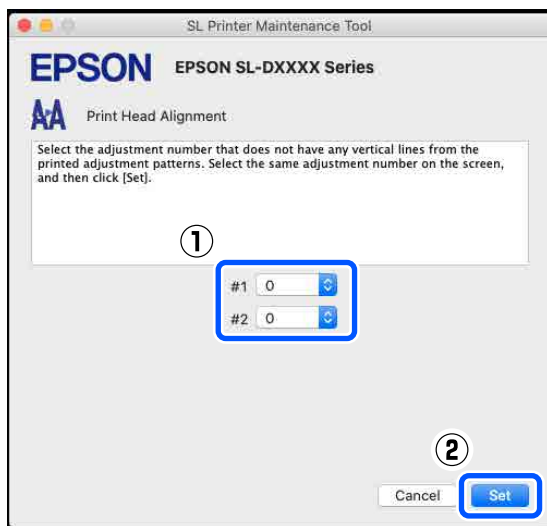 SL Printer Maintenance Tool
EPSON EPSON SL-DXXXX Series
Print Head Alignment
Select the adjustment number that does not have any vertical lines from the
printed adjustment patterns. Select the same adjustment number on the screen,
and then click [Set].
①
#1 0
#2 0
②
Cancel Set